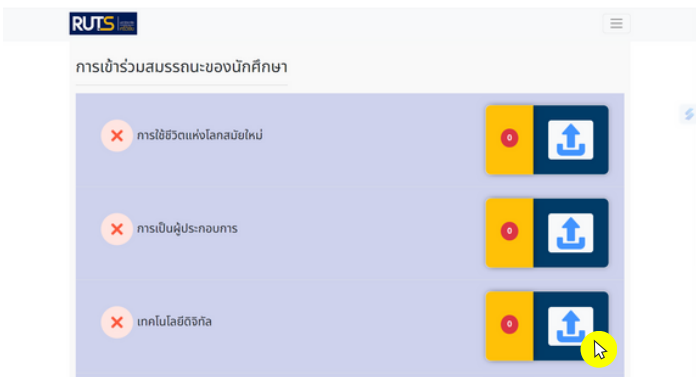 RUTS
การเข้าร่วมสมรรถนะของนักศึกษา
การใช้ชีวิตแห่งโลกสมัยใหม่
0
การเป็นผู้ประกอบการ
0
เทคโนโลยีดิจิทัล
0